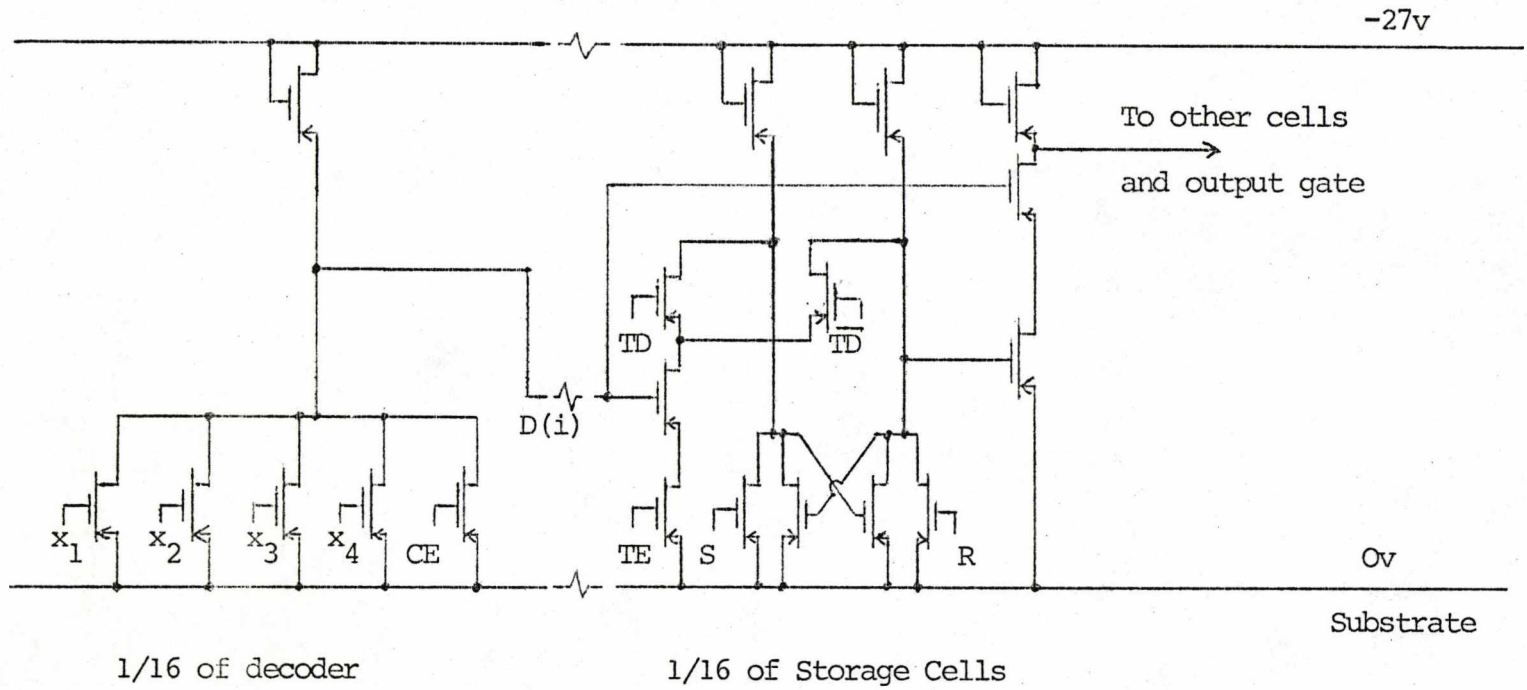 -27v
To other cells
and output gate
TD
T̅D̅
D(i)
x1
x2
x3
x4
CE
TE
S
R
Ov
Substrate
1/16 of decoder
1/16 of Storage Cells